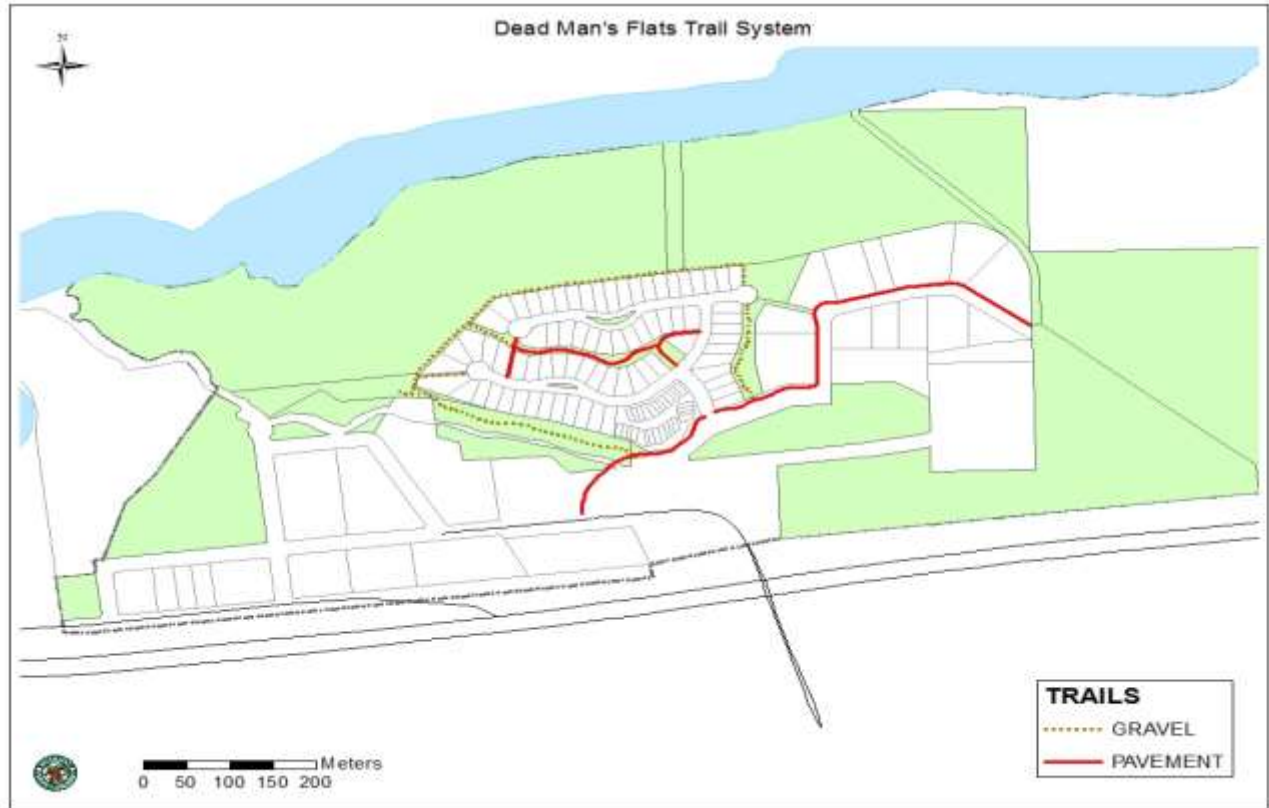 Dead Man's Flats Trail System
N
TRAILS
GRAVEL
PAVEMENT
Meters
0 50 100 150 200